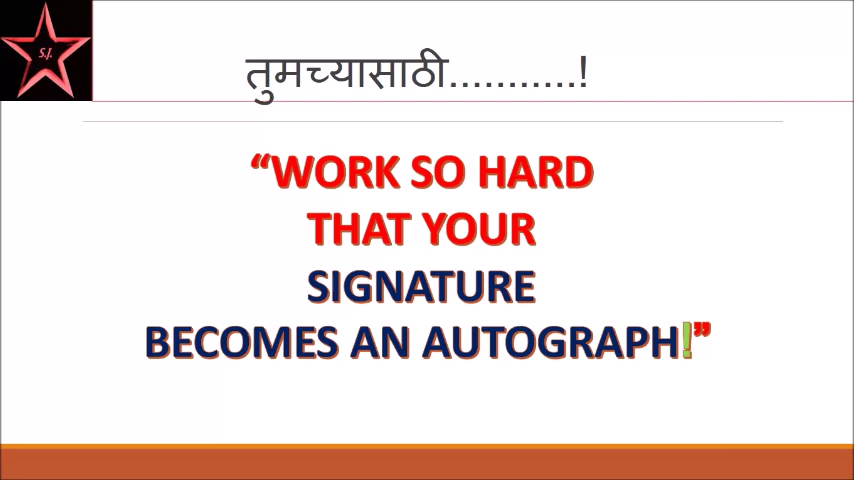 S.J.
तुमच्यासाठी...........!
“WORK SO HARD
THAT YOUR
SIGNATURE
BECOMES AN AUTOGRAPH!”